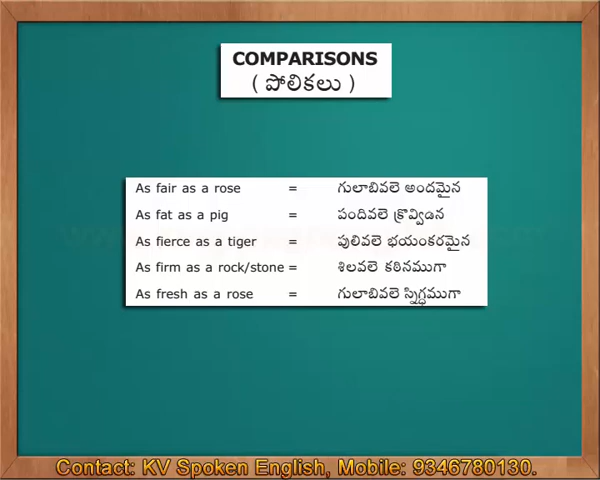 COMPARISONS
( పోలికలు )
As fair as a rose = గులాబివలె అందమైన
As fat as a pig = పందివలె క్రొవ్విడిన
As fierce as a tiger = పులివలె భయంకరమైన
As firm as a rock/stone = శిలవలె కఠినముగా
As fresh as a rose = గులాబివలె స్నిగ్ధముగా
Contact: KV Spoken English, Mobile: 9346780130.